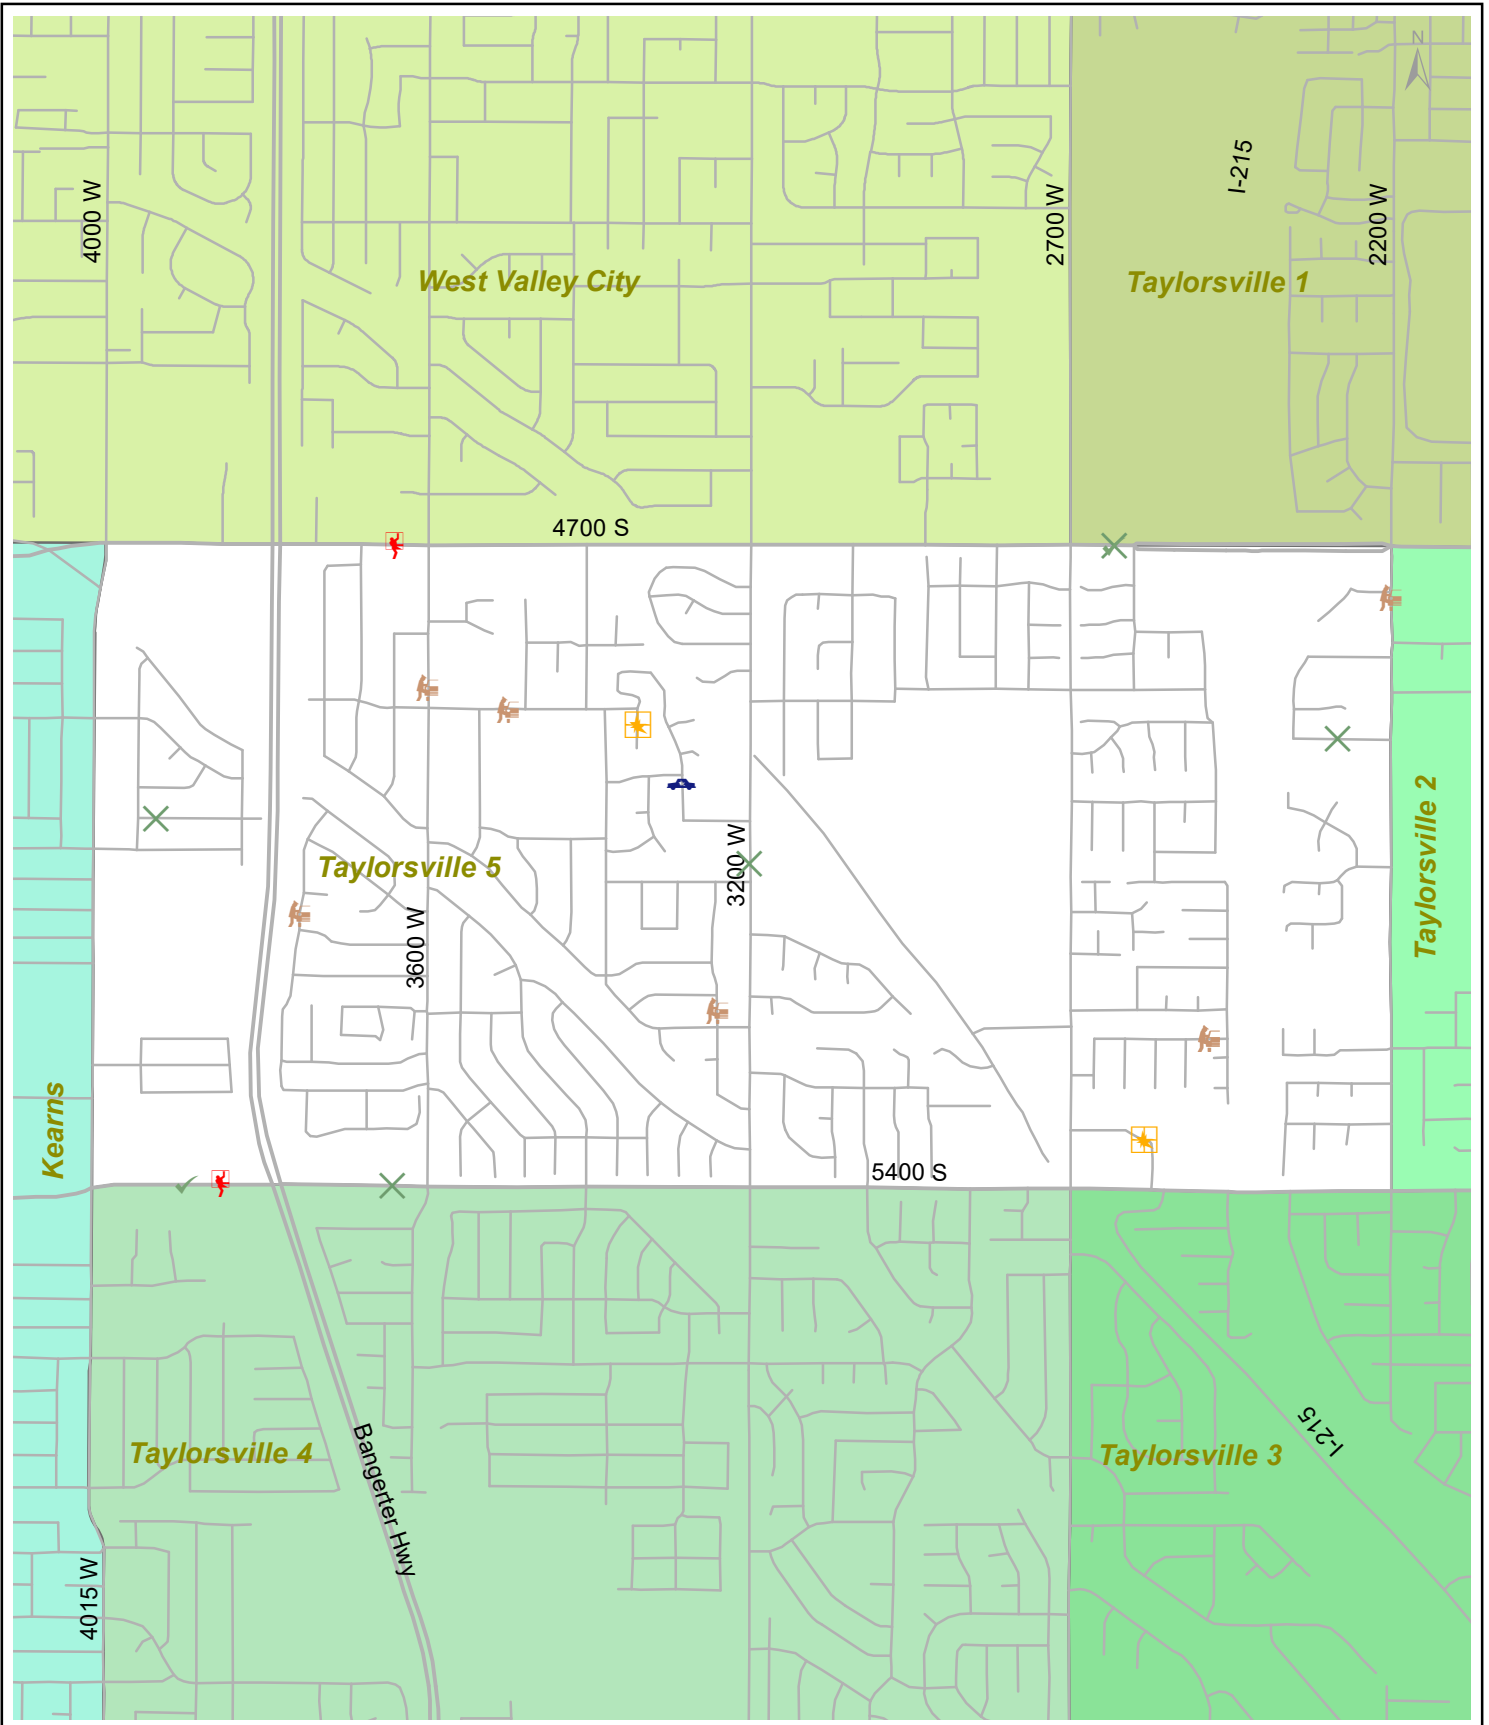 N
I-215
4000 W
2700 W
2200 W
West Valley City
Taylorsville 1
4700 S
Taylorsville 2
3200 W
Taylorsville 5
3600 W
Kearns
5400 S
I-215
Taylorsville 4
Bangerter Hwy
Taylorsville 3
4015 W